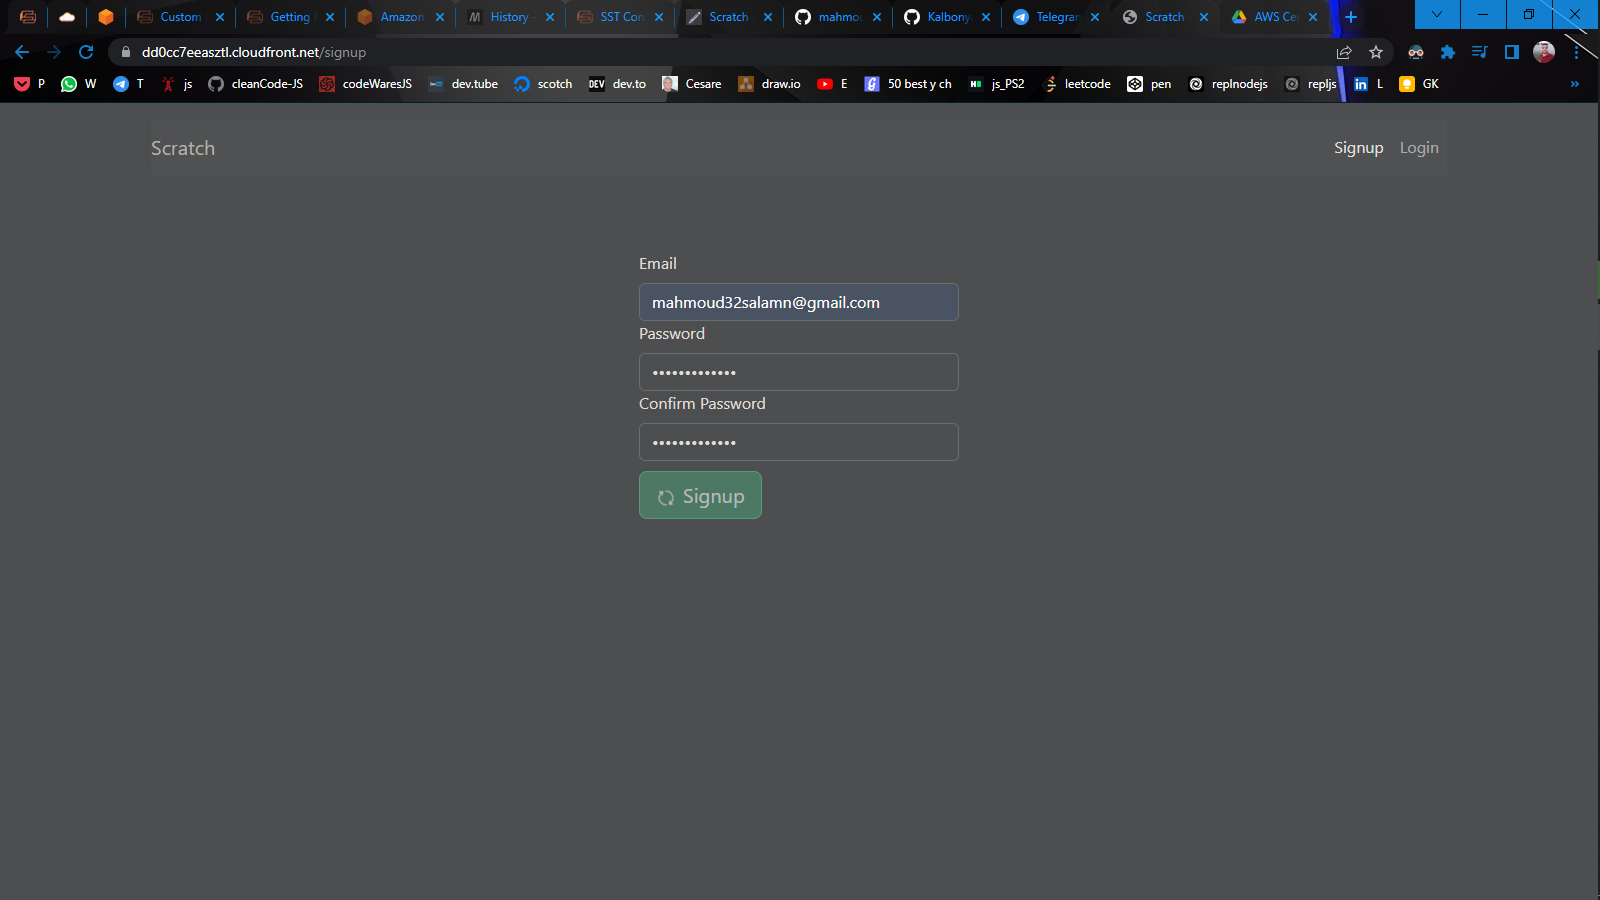 Custom
Getting
Amazon
History
SST Con
Scratch
mahmou
Kalbony
Telegran
Scratch
AWS Ce
dd0cc7eeasztl.cloudfront.net/signup
P W T js cleanCode-JS codeWaresJS dev.tube scotch DEV dev.to Cesare draw.io E 50 best y ch js_PS2 leetcode pen replnodejs repljs L GK »
Scratch
Signup Login
Email
mahmoud32salamn@gmail.com
Password
•••••••••••••
Confirm Password
•••••••••••••
Signup